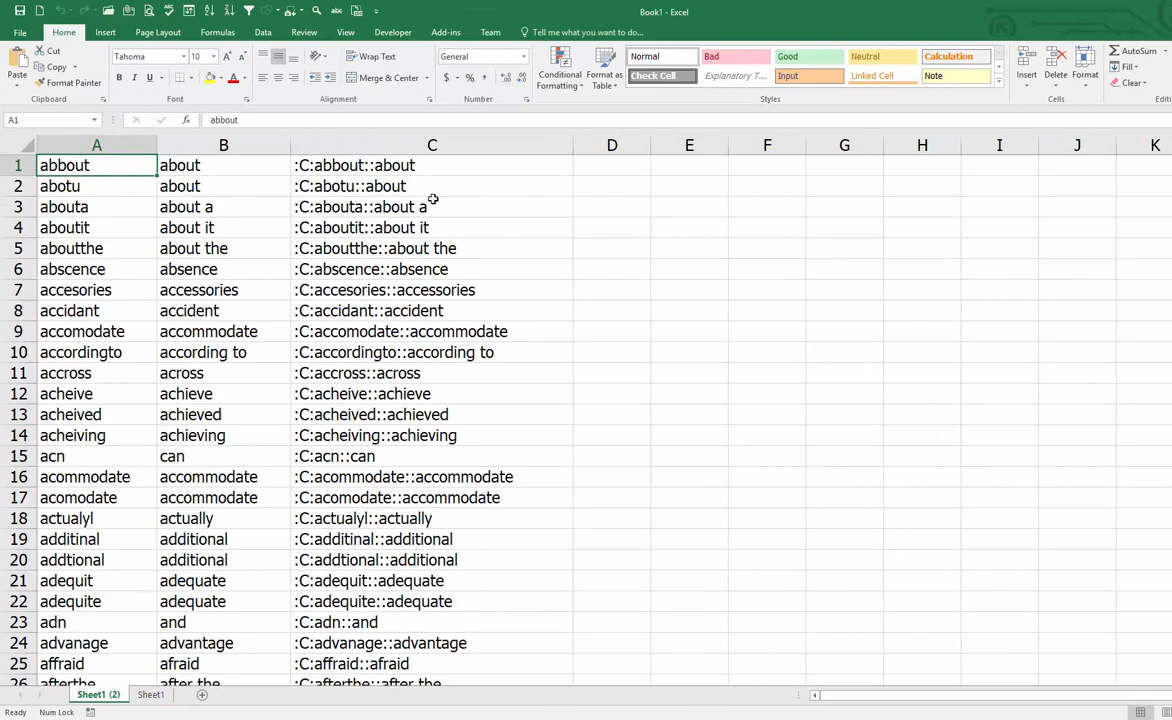 Book1 - Excel
File Home Insert Page Layout Formulas Data Review View Developer Add-ins Team Tell me what you want to do...
Cut
Copy
Format Painter
Paste
Clipboard
Tahoma 10
B I U
Font
Wrap Text
Merge & Center
Alignment
General
$ % ,
Number
Conditional Formatting
Format as Table
Normal Bad Good Neutral Calculation
Check Cell Explanatory T... Input Linked Cell Note
Styles
Insert Delete Format
Cells
AutoSum
Fill
Clear
A1 abbout
A B C D E F G H I J K
1 abbout about :C:abbout::about
2 abotu about :C:abotu::about
3 abouta about a :C:abouta::about a
4 aboutit about it :C:aboutit::about it
5 aboutthe about the :C:aboutthe::about the
6 abscence absence :C:abscence::absence
7 accesories accessories :C:accesories::accessories
8 accidant accident :C:accidant::accident
9 accomodate accommodate :C:accomodate::accommodate
10 accordingto according to :C:accordingto::according to
11 accross across :C:accross::across
12 acheive achieve :C:acheive::achieve
13 acheived achieved :C:acheived::achieved
14 acheiving achieving :C:acheiving::achieving
15 acn can :C:acn::can
16 acommodate accommodate :C:acommodate::accommodate
17 acomodate accommodate :C:acomodate::accommodate
18 actualyl actually :C:actualyl::actually
19 additinal additional :C:additinal::additional
20 addtional additional :C:addtional::additional
21 adequit adequate :C:adequit::adequate
22 adequite adequate :C:adequite::adequate
23 adn and :C:adn::and
24 advanage advantage :C:advanage::advantage
25 affraid afraid :C:affraid::afraid
26 afterthe after the :C:afterthe::after the
Sheet1 (2) Sheet1
Ready Num Lock